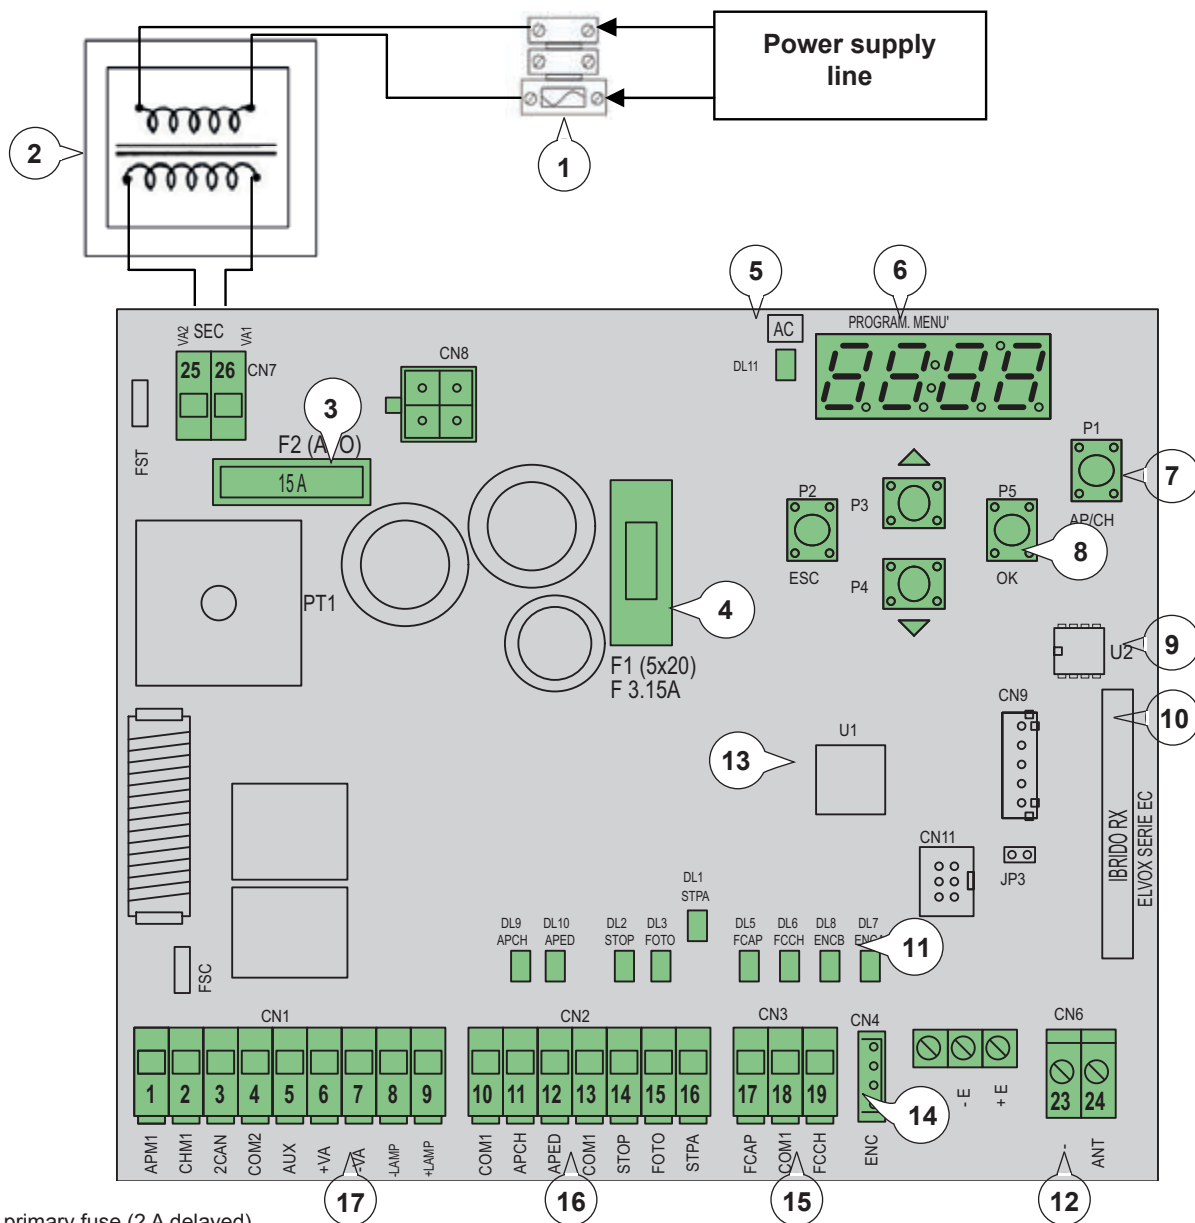 Power supply
line
1
2
5
6
AC
PROGRAM. MENU'
DL11
VA2
SEC
VA1
25
26
CN7
CN8
FST
3
F2 (A
O)
15 A
P1
7
AP/CH
P2
ESC
P3
P4
P5
8
OK
PT1
4
F1 (5x20)
F 3.15A
9
U2
CN9
10
U1
13
IBRIDO RX
ELVOX SERIE EC
CN11
JP3
DL1
STPA
DL9
APCH
DL10
APED
DL2
STOP
DL3
FOTO
DL5
FCAP
DL6
FCCH
DL8
ENCB
DL7
11
FSC
CN1
CN2
CN3
CN4
CN6
1
2
3
4
5
6
7
8
9
10
11
12
13
14
15
16
17
18
19
14
- E
+ E
23
24
APM1
CHM1
2CAN
COM2
AUX
+VA
-VA
-LAMP
+LAMP
COM1
APCH
APED
COM1
STOP
FOTO
STPA
FCAP
COM1
FCCH
ENC
-
ANT
17
16
15
12
primary fuse (2 A delayed)